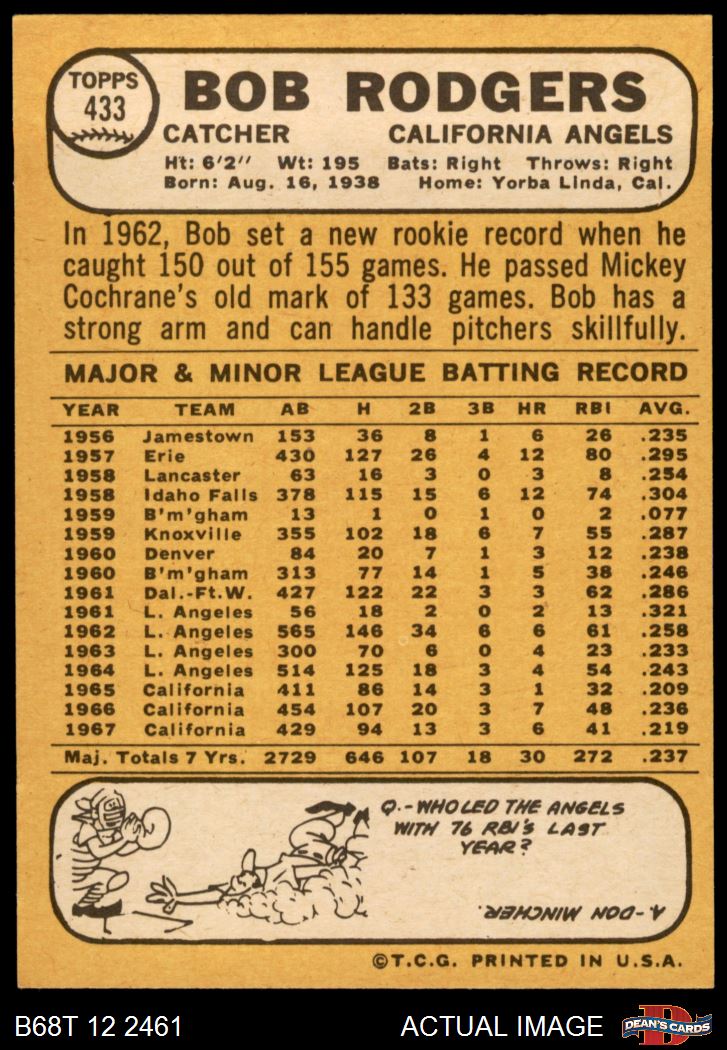 TOPPS
433
BOB RODGERS
CATCHER CALIFORNIA ANGELS
Ht: 6'2" Wt: 195 Bats: Right Throws: Right
Born: Aug. 16, 1938 Home: Yorba Linda, Cal.
In 1962, Bob set a new rookie record when he
caught 150 out of 155 games. He passed Mickey
Cochrane's old mark of 133 games. Bob has a
strong arm and can handle pitchers skillfully.
MAJOR & MINOR LEAGUE BATTING RECORD
YEAR TEAM AB H 2B 3B HR RBI AVG.
1956 Jamestown 153 36 8 1 6 26 .235
1957 Erie 430 127 26 4 12 80 .295
1958 Lancaster 63 16 3 0 3 8 .254
1958 Idaho Falls 378 115 15 6 12 74 .304
1959 B'm'gham 13 1 0 1 0 2 .077
1959 Knoxville 355 102 18 6 7 55 .287
1960 Denver 84 20 7 1 3 12 .238
1960 B'm'gham 313 77 14 1 5 38 .246
1961 Dal.-Ft.W. 427 122 22 3 3 62 .286
1961 L. Angeles 56 18 2 0 2 13 .321
1962 L. Angeles 565 146 34 6 6 61 .258
1963 L. Angeles 300 70 6 0 4 23 .233
1964 L. Angeles 514 125 18 3 4 54 .243
1965 California 411 86 14 3 1 32 .209
1966 California 454 107 20 3 7 48 .236
1967 California 429 94 13 3 6 41 .219
Maj. Totals 7 Yrs. 2729 646 107 18 30 272 .237
Q.-WHO LED THE ANGELS
WITH 76 RBI'S LAST
YEAR?
A-DON MINCHER.
©T.C.G. PRINTED IN U.S.A.
B68T 12 2461 ACTUAL IMAGE
D
DEAN'S CARDS